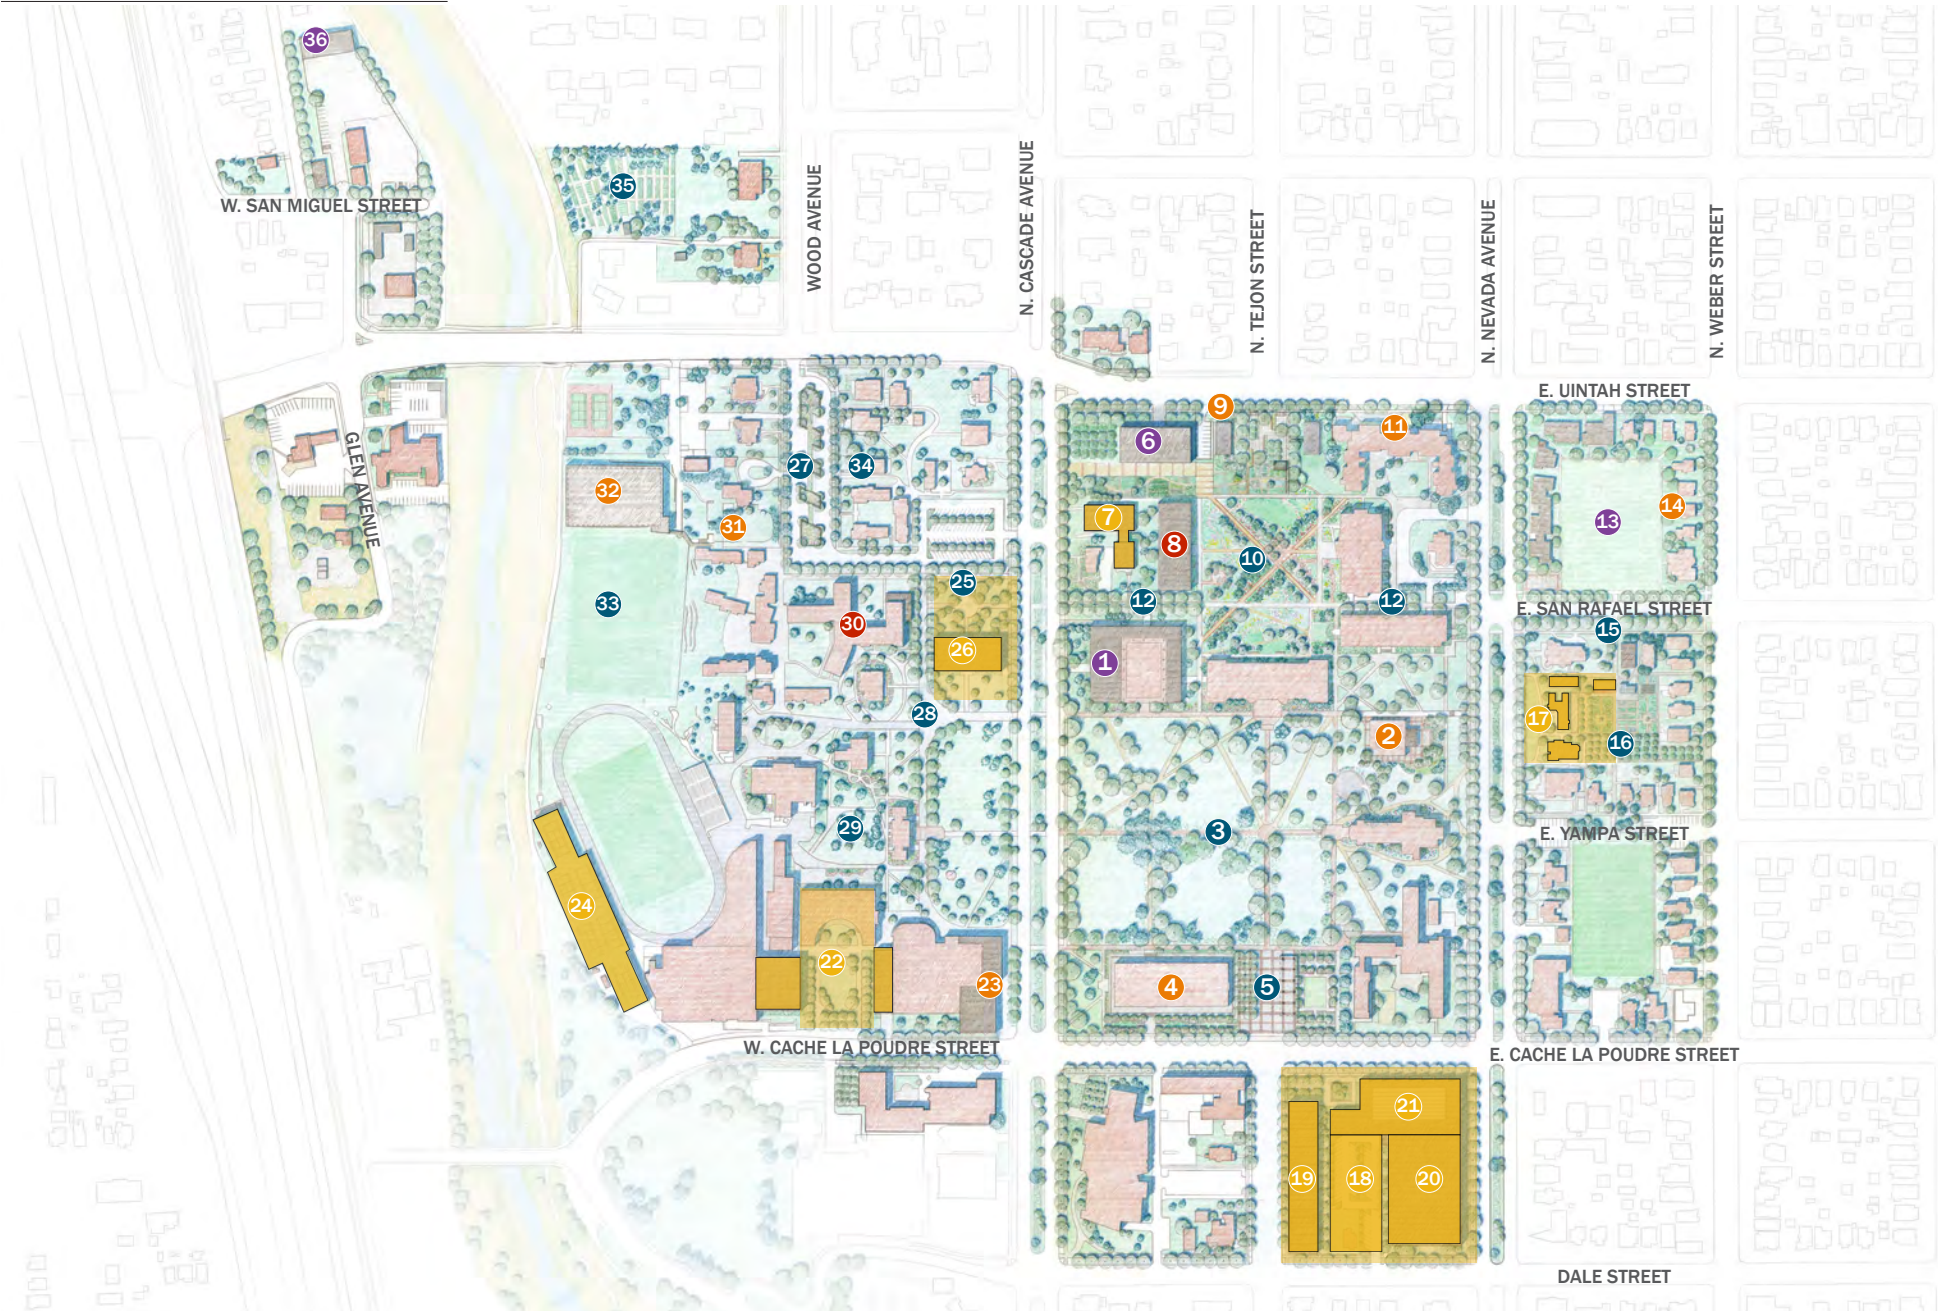 36
35
W. SAN MIGUEL STREET
WOOD AVENUE
N. CASCADE AVENUE
N. TEJON STREET
N. NEVADA AVENUE
N. WEBER STREET
E. UINTAH STREET
GLEN AVENUE
9
6
11
27
34
32
31
7
8
10
13
14
33
25
12
12
E. SAN RAFAEL STREET
15
30
26
1
28
2
17
16
29
3
E. YAMPA STREET
24
22
23
4
5
W. CACHE LA POUDRE STREET
E. CACHE LA POUDRE STREET
21
19
18
20
DALE STREET